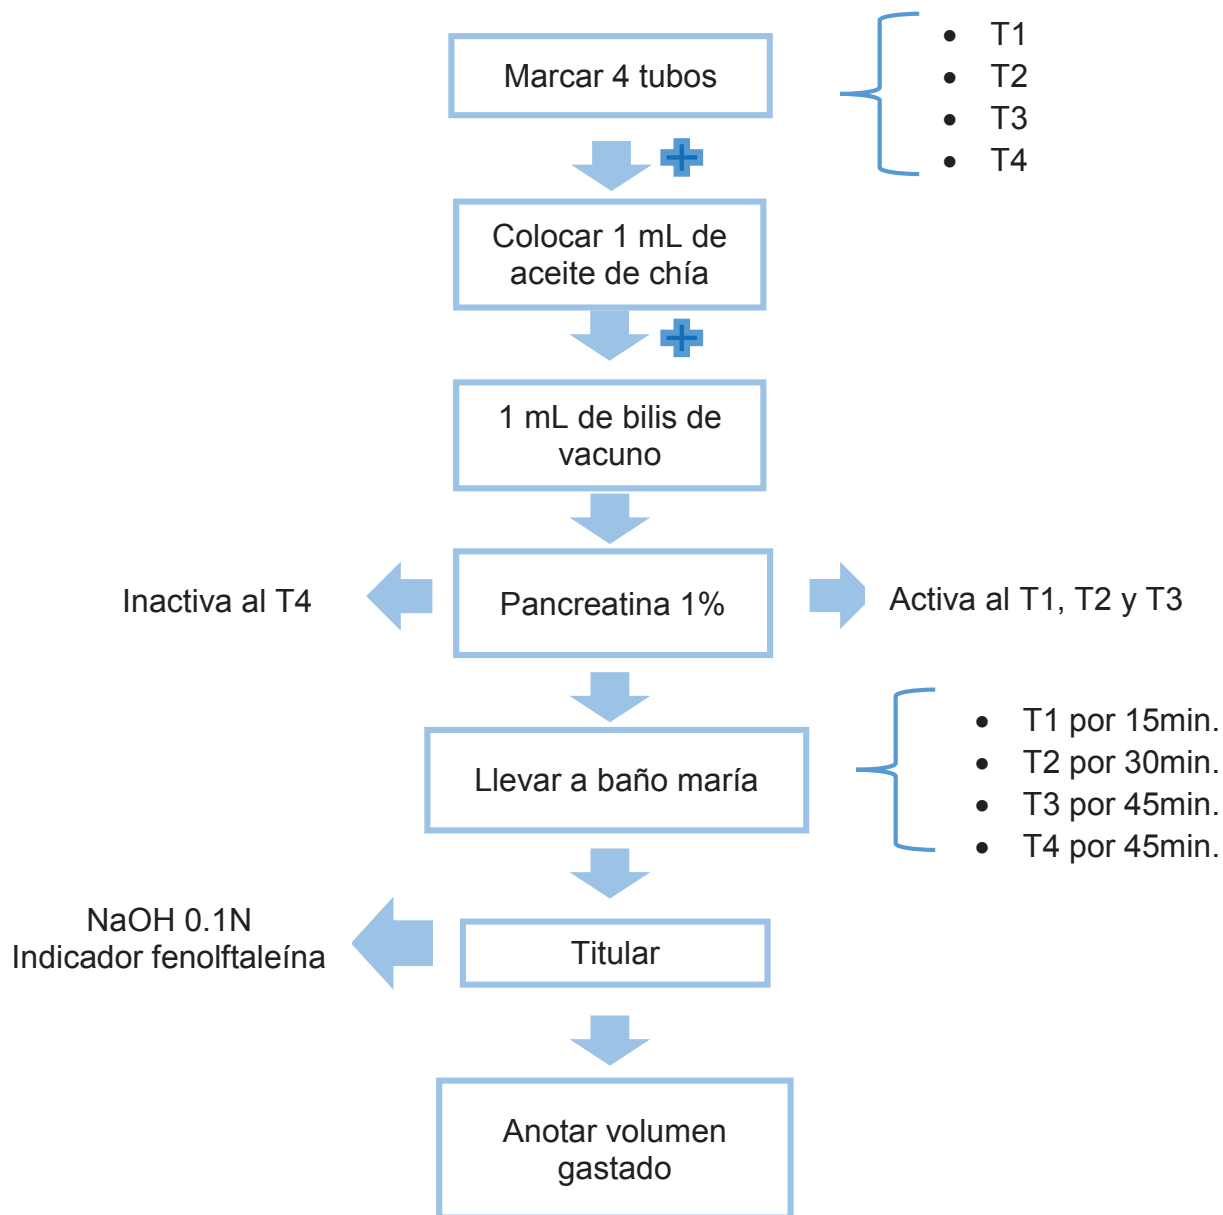 Marcar 4 tubos
• T1
• T2
• T3
• T4
Colocar 1 mL de
aceite de chía
1 mL de bilis de
vacuno
Inactiva al T4
Pancreatina 1%
Activa al T1, T2 y T3
Llevar a baño maría
• T1 por 15min.
• T2 por 30min.
• T3 por 45min.
• T4 por 45min.
NaOH 0.1N
Indicador fenolftaleína
Titular
Anotar volumen
gastado